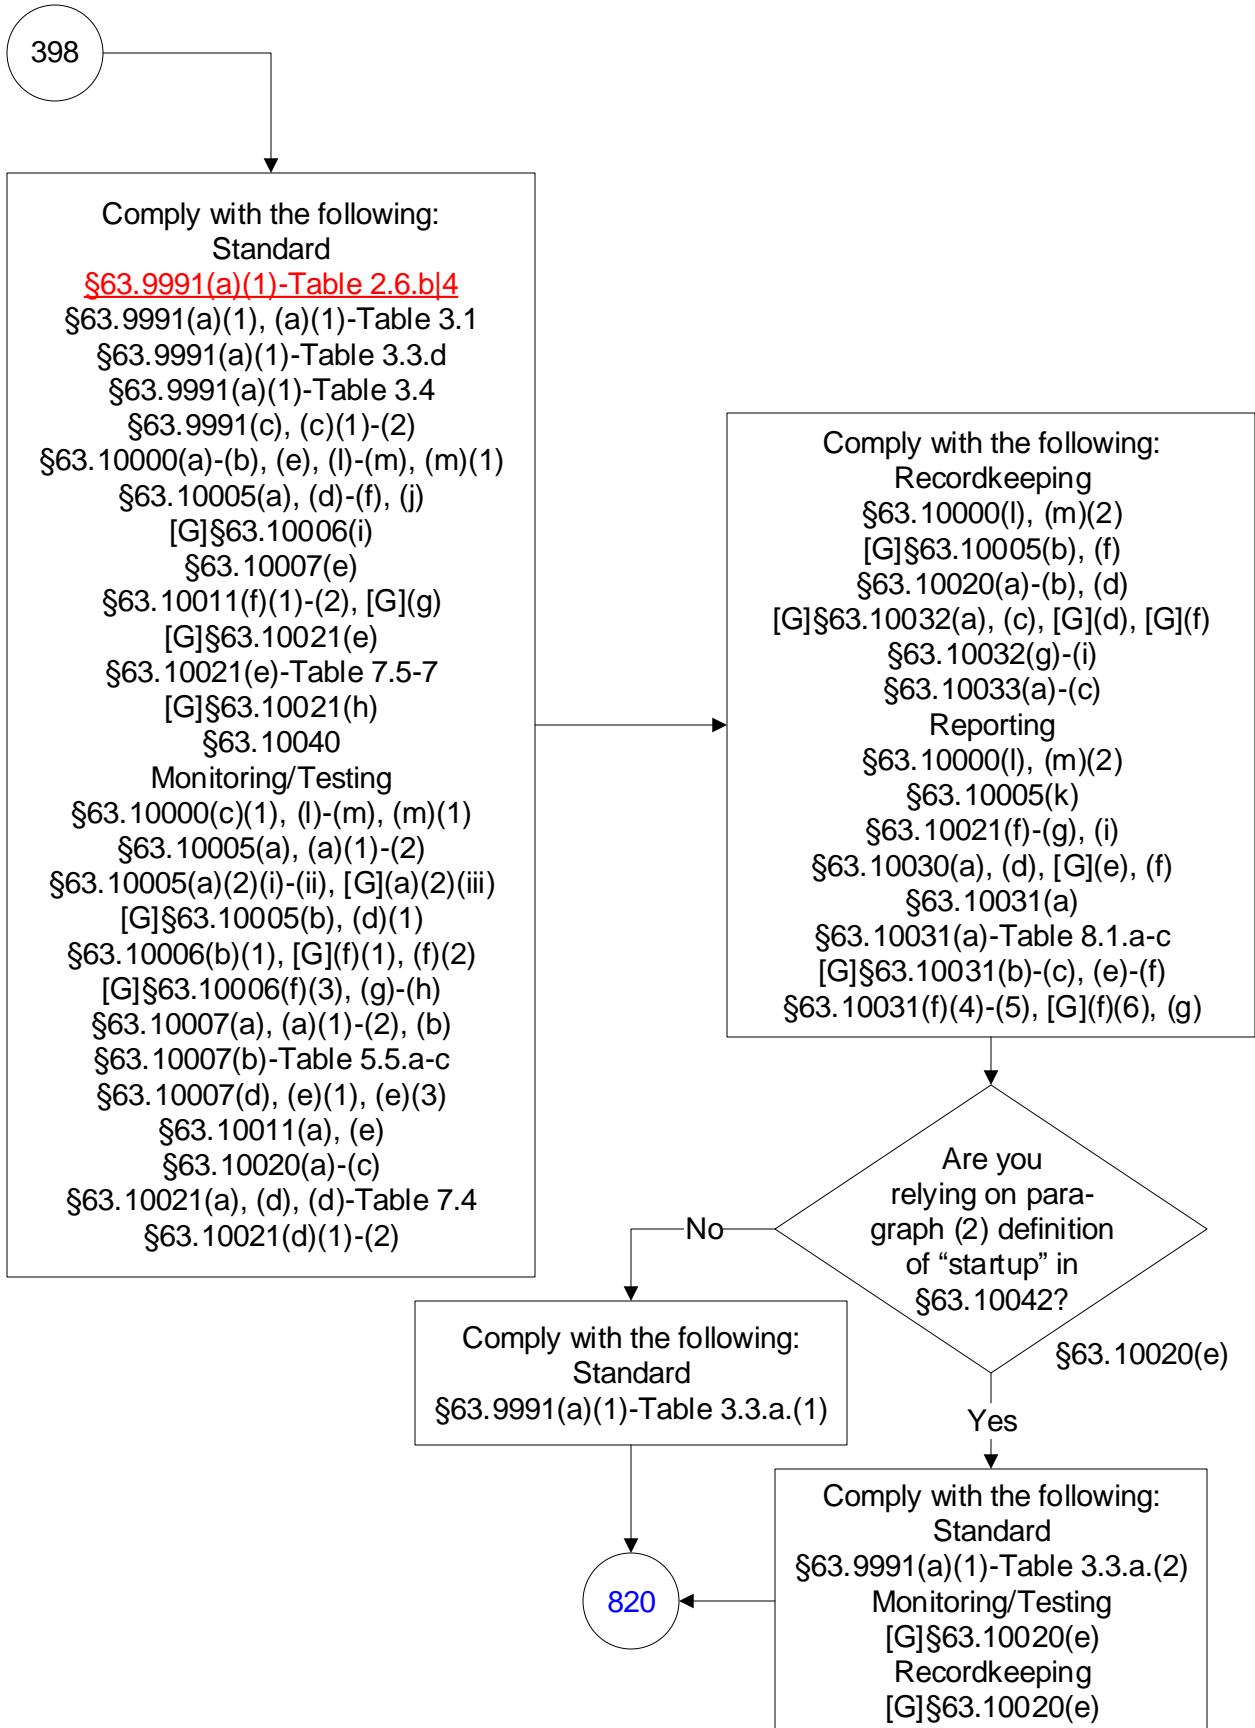 398
Comply with the following:
Standard
§63.9991(a)(1)-Table 2.6.b|4
§63.9991(a)(1), (a)(1)-Table 3.1
§63.9991(a)(1)-Table 3.3.d
§63.9991(a)(1)-Table 3.4
§63.9991(c), (c)(1)-(2)
§63.10000(a)-(b), (e), (l)-(m), (m)(1)
§63.10005(a), (d)-(f), (j)
[G]§63.10006(i)
§63.10007(e)
§63.10011(f)(1)-(2), [G](g)
[G]§63.10021(e)
§63.10021(e)-Table 7.5-7
[G]§63.10021(h)
§63.10040
Monitoring/Testing
§63.10000(c)(1), (l)-(m), (m)(1)
§63.10005(a), (a)(1)-(2)
§63.10005(a)(2)(i)-(ii), [G](a)(2)(iii)
[G]§63.10005(b), (d)(1)
§63.10006(b)(1), [G](f)(1), (f)(2)
[G]§63.10006(f)(3), (g)-(h)
§63.10007(a), (a)(1)-(2), (b)
§63.10007(b)-Table 5.5.a-c
§63.10007(d), (e)(1), (e)(3)
§63.10011(a), (e)
§63.10020(a)-(c)
§63.10021(a), (d), (d)-Table 7.4
§63.10021(d)(1)-(2)
Comply with the following:
Recordkeeping
§63.10000(l), (m)(2)
[G]§63.10005(b), (f)
§63.10020(a)-(b), (d)
[G]§63.10032(a), (c), [G](d), [G](f)
§63.10032(g)-(i)
§63.10033(a)-(c)
Reporting
§63.10000(l), (m)(2)
§63.10005(k)
§63.10021(f)-(g), (i)
§63.10030(a), (d), [G](e), (f)
§63.10031(a)
§63.10031(a)-Table 8.1.a-c
[G]§63.10031(b)-(c), (e)-(f)
§63.10031(f)(4)-(5), [G](f)(6), (g)
Are you
relying on para-
graph (2) definition
of “startup” in
§63.10042?
§63.10020(e)
No
Comply with the following:
Standard
§63.9991(a)(1)-Table 3.3.a.(1)
Yes
Comply with the following:
Standard
§63.9991(a)(1)-Table 3.3.a.(2)
Monitoring/Testing
[G]§63.10020(e)
Recordkeeping
[G]§63.10020(e)
820